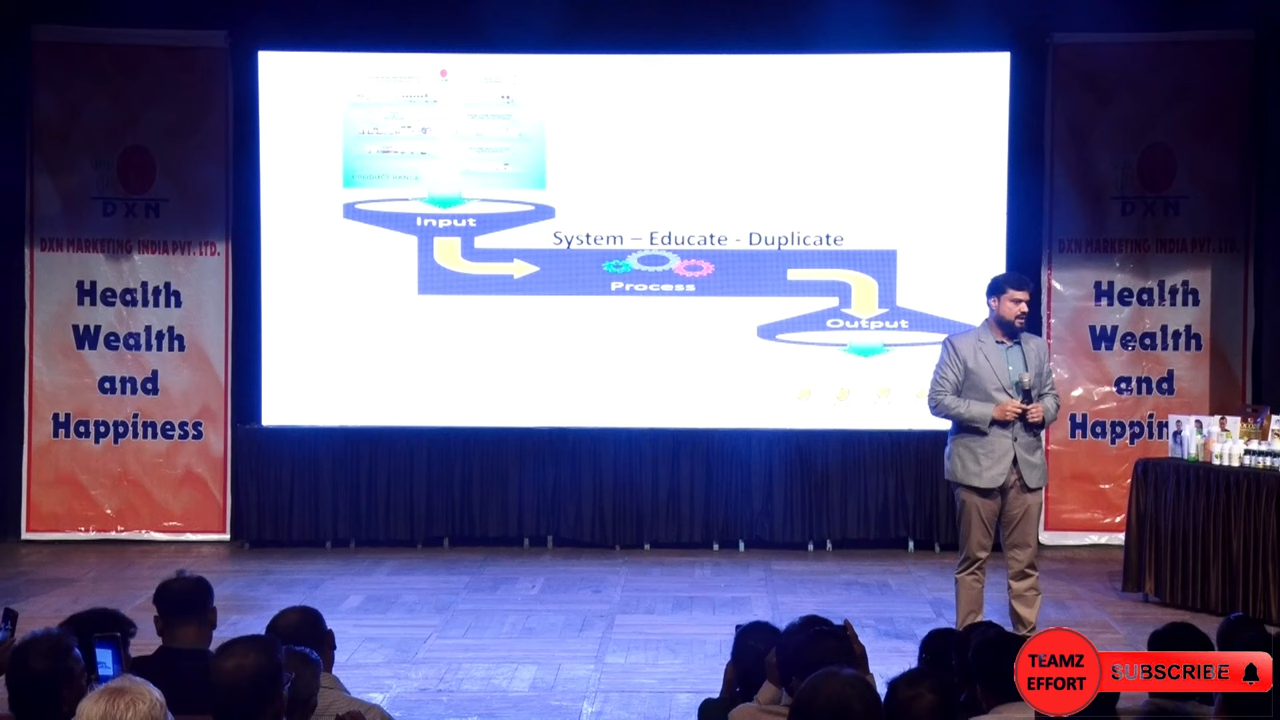 DXN
DXN MARKETING INDIA PVT. LTD.
Health
Wealth
and
Happiness
Input
System – Educate - Duplicate
Process
Output
DXN
DXN MARKETING INDIA PVT. LTD.
Health
Wealth
and
Happin
TEAMZ
EFFORT
SUBSCRIBE